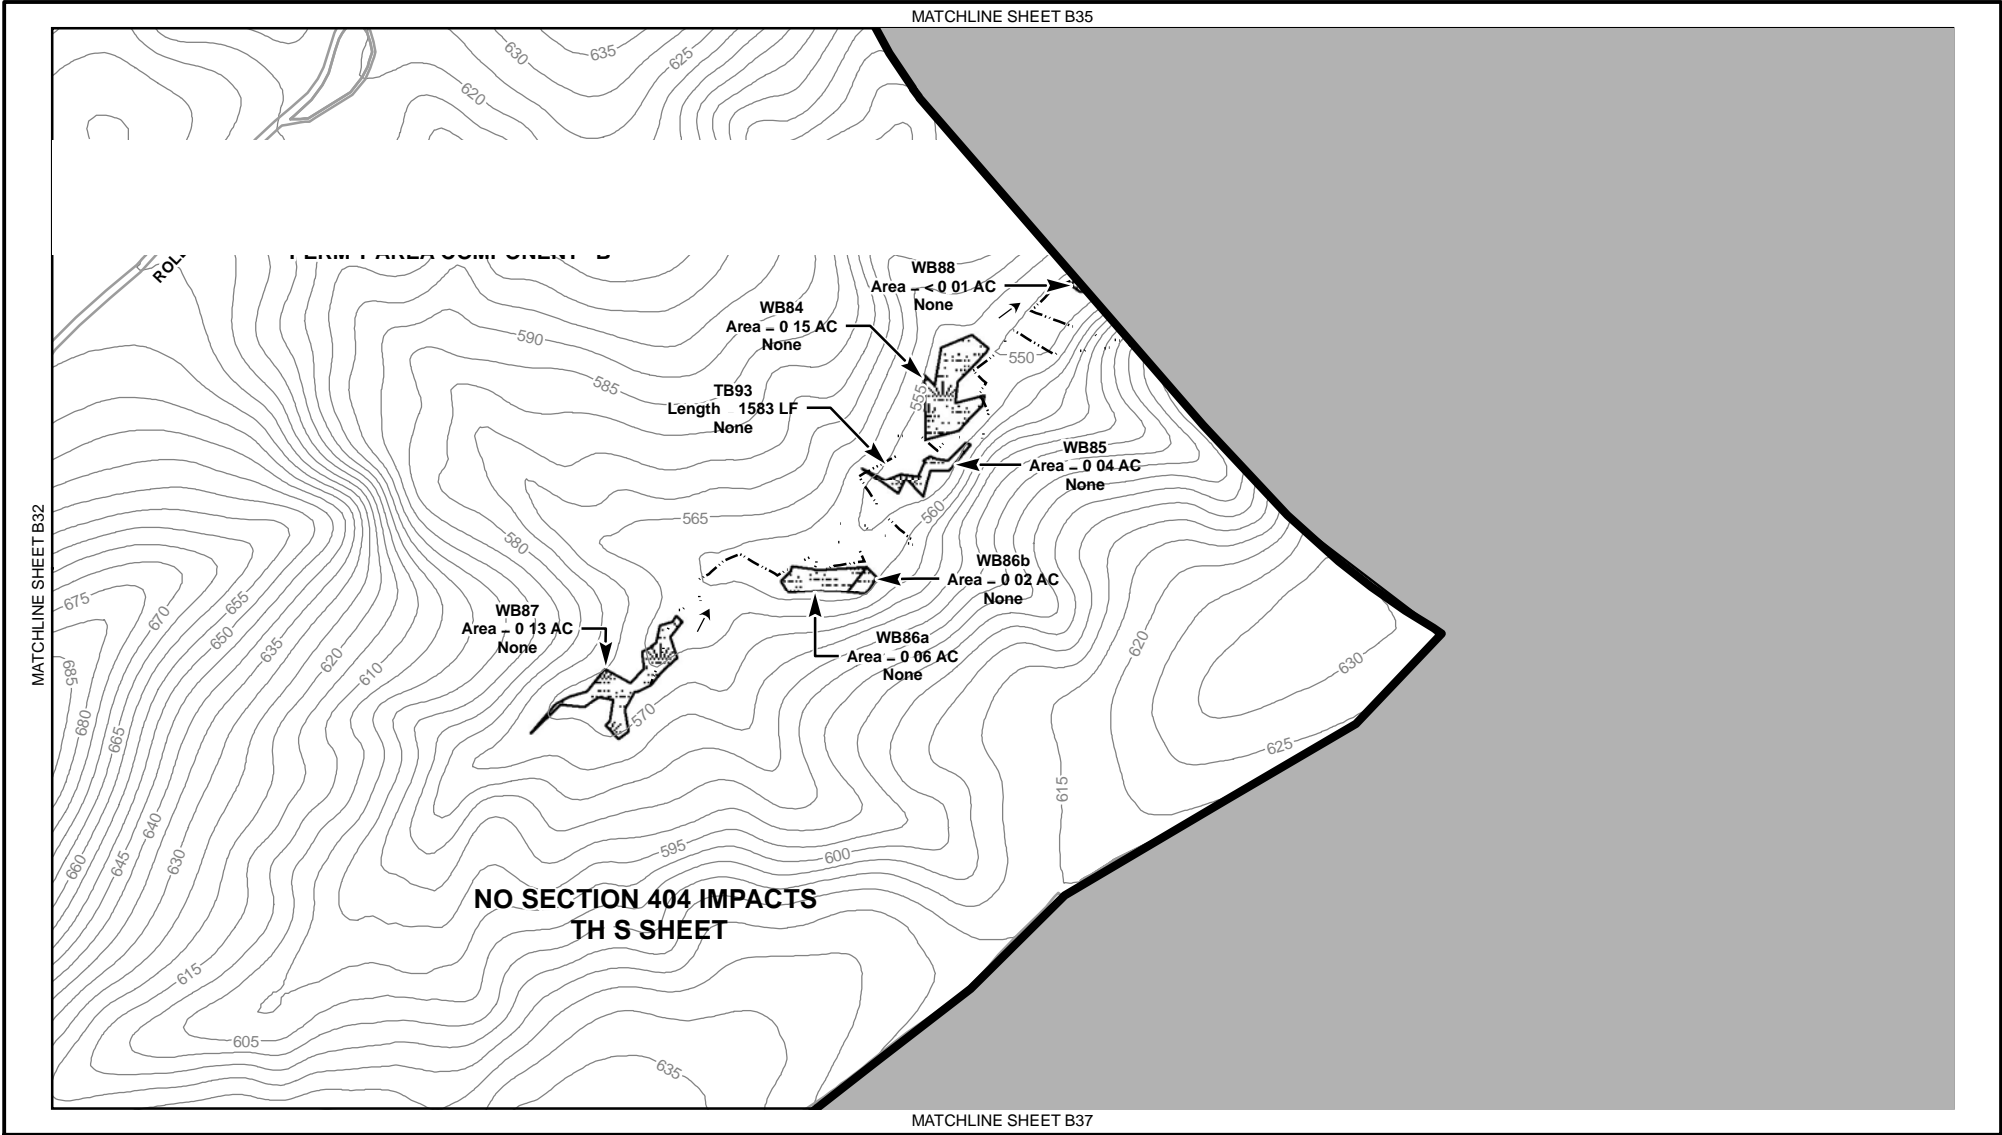 MATCHLINE SHEET B35
630
635
625
620
ROL
PERM T AREA COMPONENT B
WB88
Area – < 0 01 AC
None
WB84
Area – 0 15 AC
None
590
550
585
555
TB93
Length 1583 LF
None
WB85
Area – 0 04 AC
None
565
560
580
MATCHLINE SHEET B32
WB86b
Area – 0 02 AC
None
WB87
Area – 0 13 AC
None
WB86a
Area – 0 06 AC
None
675
670
655
650
635
620
610
685
680
665
570
620
630
625
615
640
645
630
660
595
600
NO SECTION 404 IMPACTS
TH S SHEET
615
605
635
MATCHLINE SHEET B37